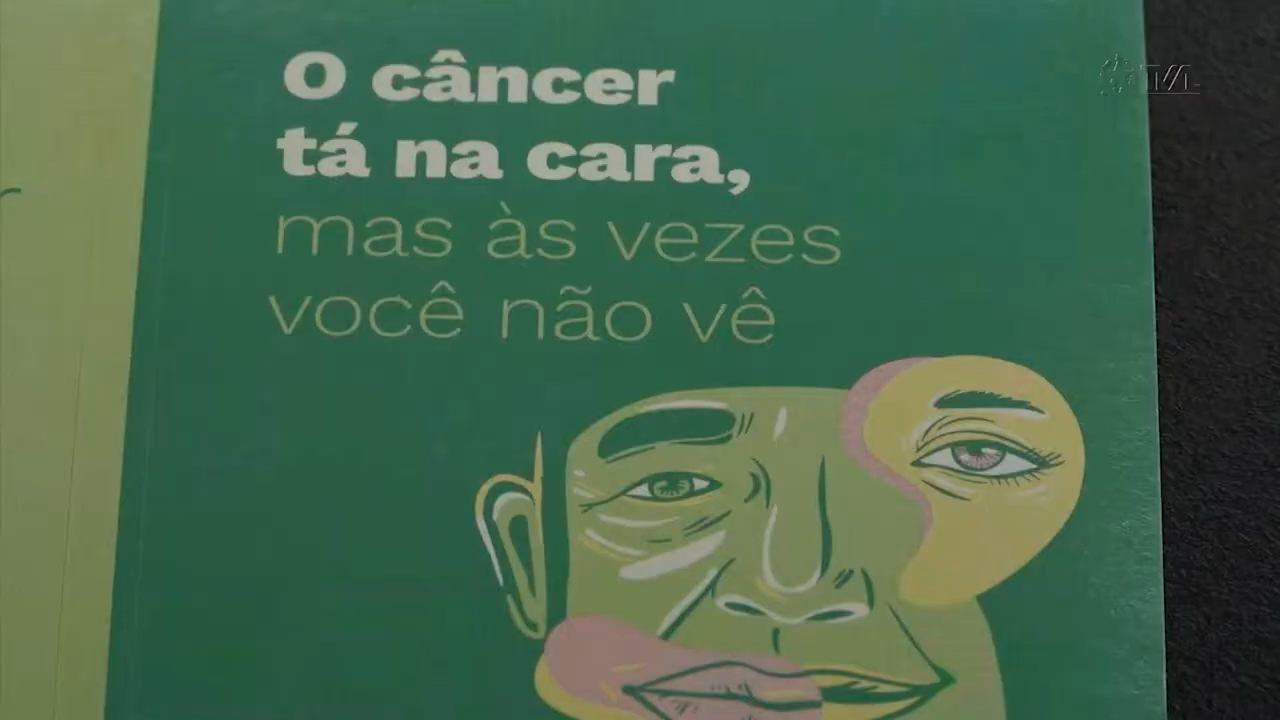 O câncer
tá na cara,
mas às vezes
você não vê